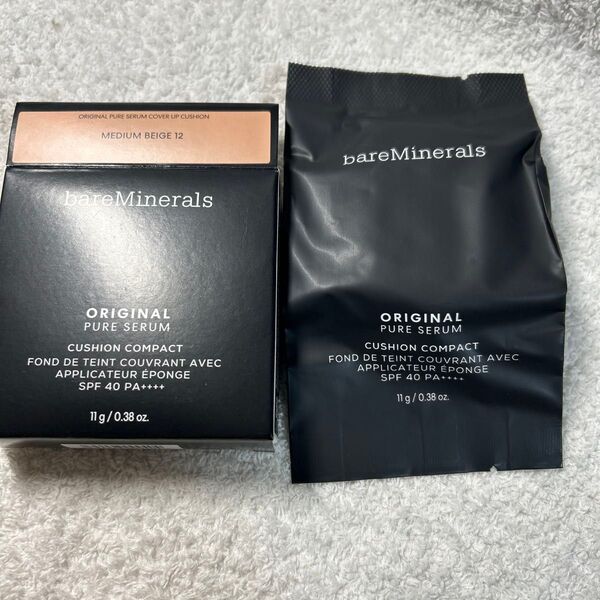 ORIGINAL PURE SERUM COVER UP CUSHION
MEDIUM BEIGE 12
bareMinerals
ORIGINAL
PURE SERUM
CUSHION COMPACT
FOND DE TEINT COUVRANT AVEC
APPLICATEUR ÉPONGE
SPF 40 PA++++
11 g / 0.38 oz.
bareMinerals
ORIGINAL
PURE SERUM
CUSHION COMPACT
FOND DE TEINT COUVRANT AVEC
APPLICATEUR ÉPONGE
SPF 40 PA++++
11 g / 0.38 oz.